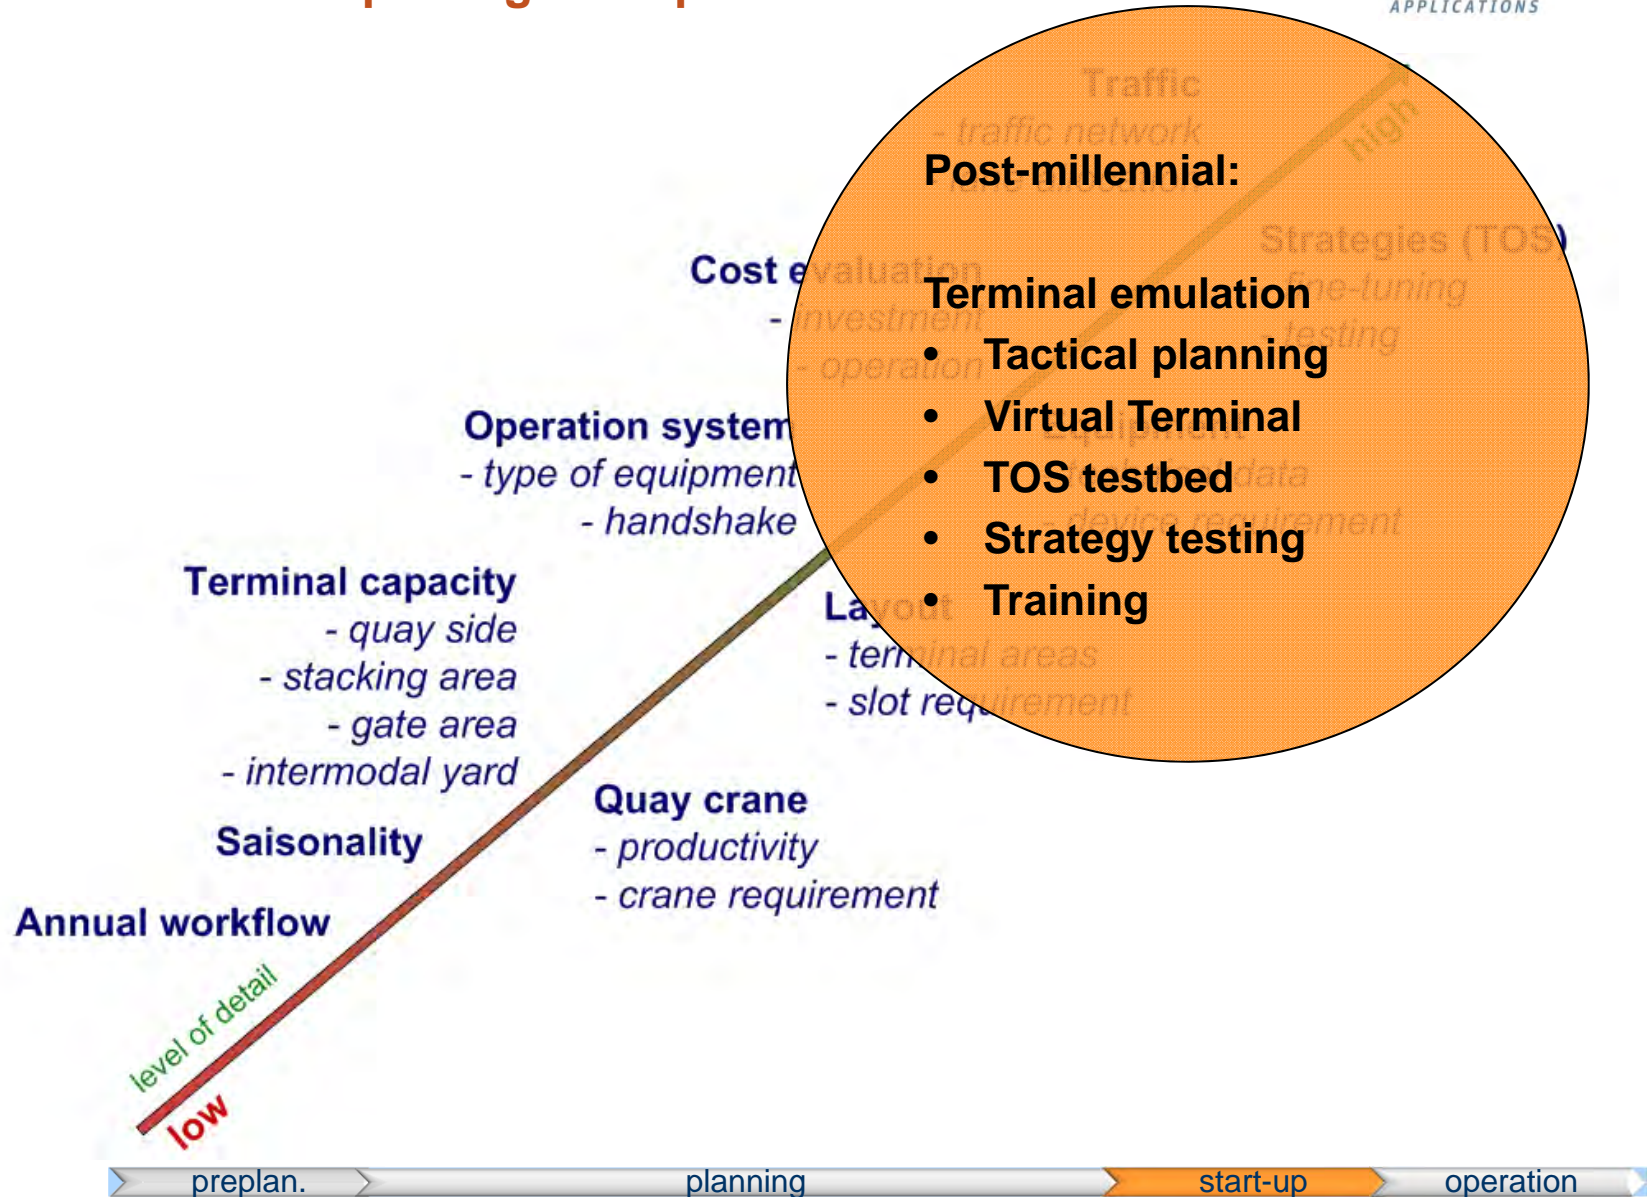 APPLICATIONS
Traffic
- traffic network
high
Post-millennial:
Strategies (TOS)
- fine-tuning
- testing
Cost evaluation
- investment
- operation
Terminal emulation
• Tactical planning
• Virtual Terminal
• TOS testbed
• Strategy testing
• Training
Operation system
- type of equipment
- handshake
Equipment
- technical data
- device requirement
Terminal capacity
- quay side
- stacking area
- gate area
- intermodal yard
Layout
- terminal areas
- slot requirement
Quay crane
- productivity
- crane requirement
Saisonality
Annual workflow
level of detail
low
preplan.
planning
start-up
operation